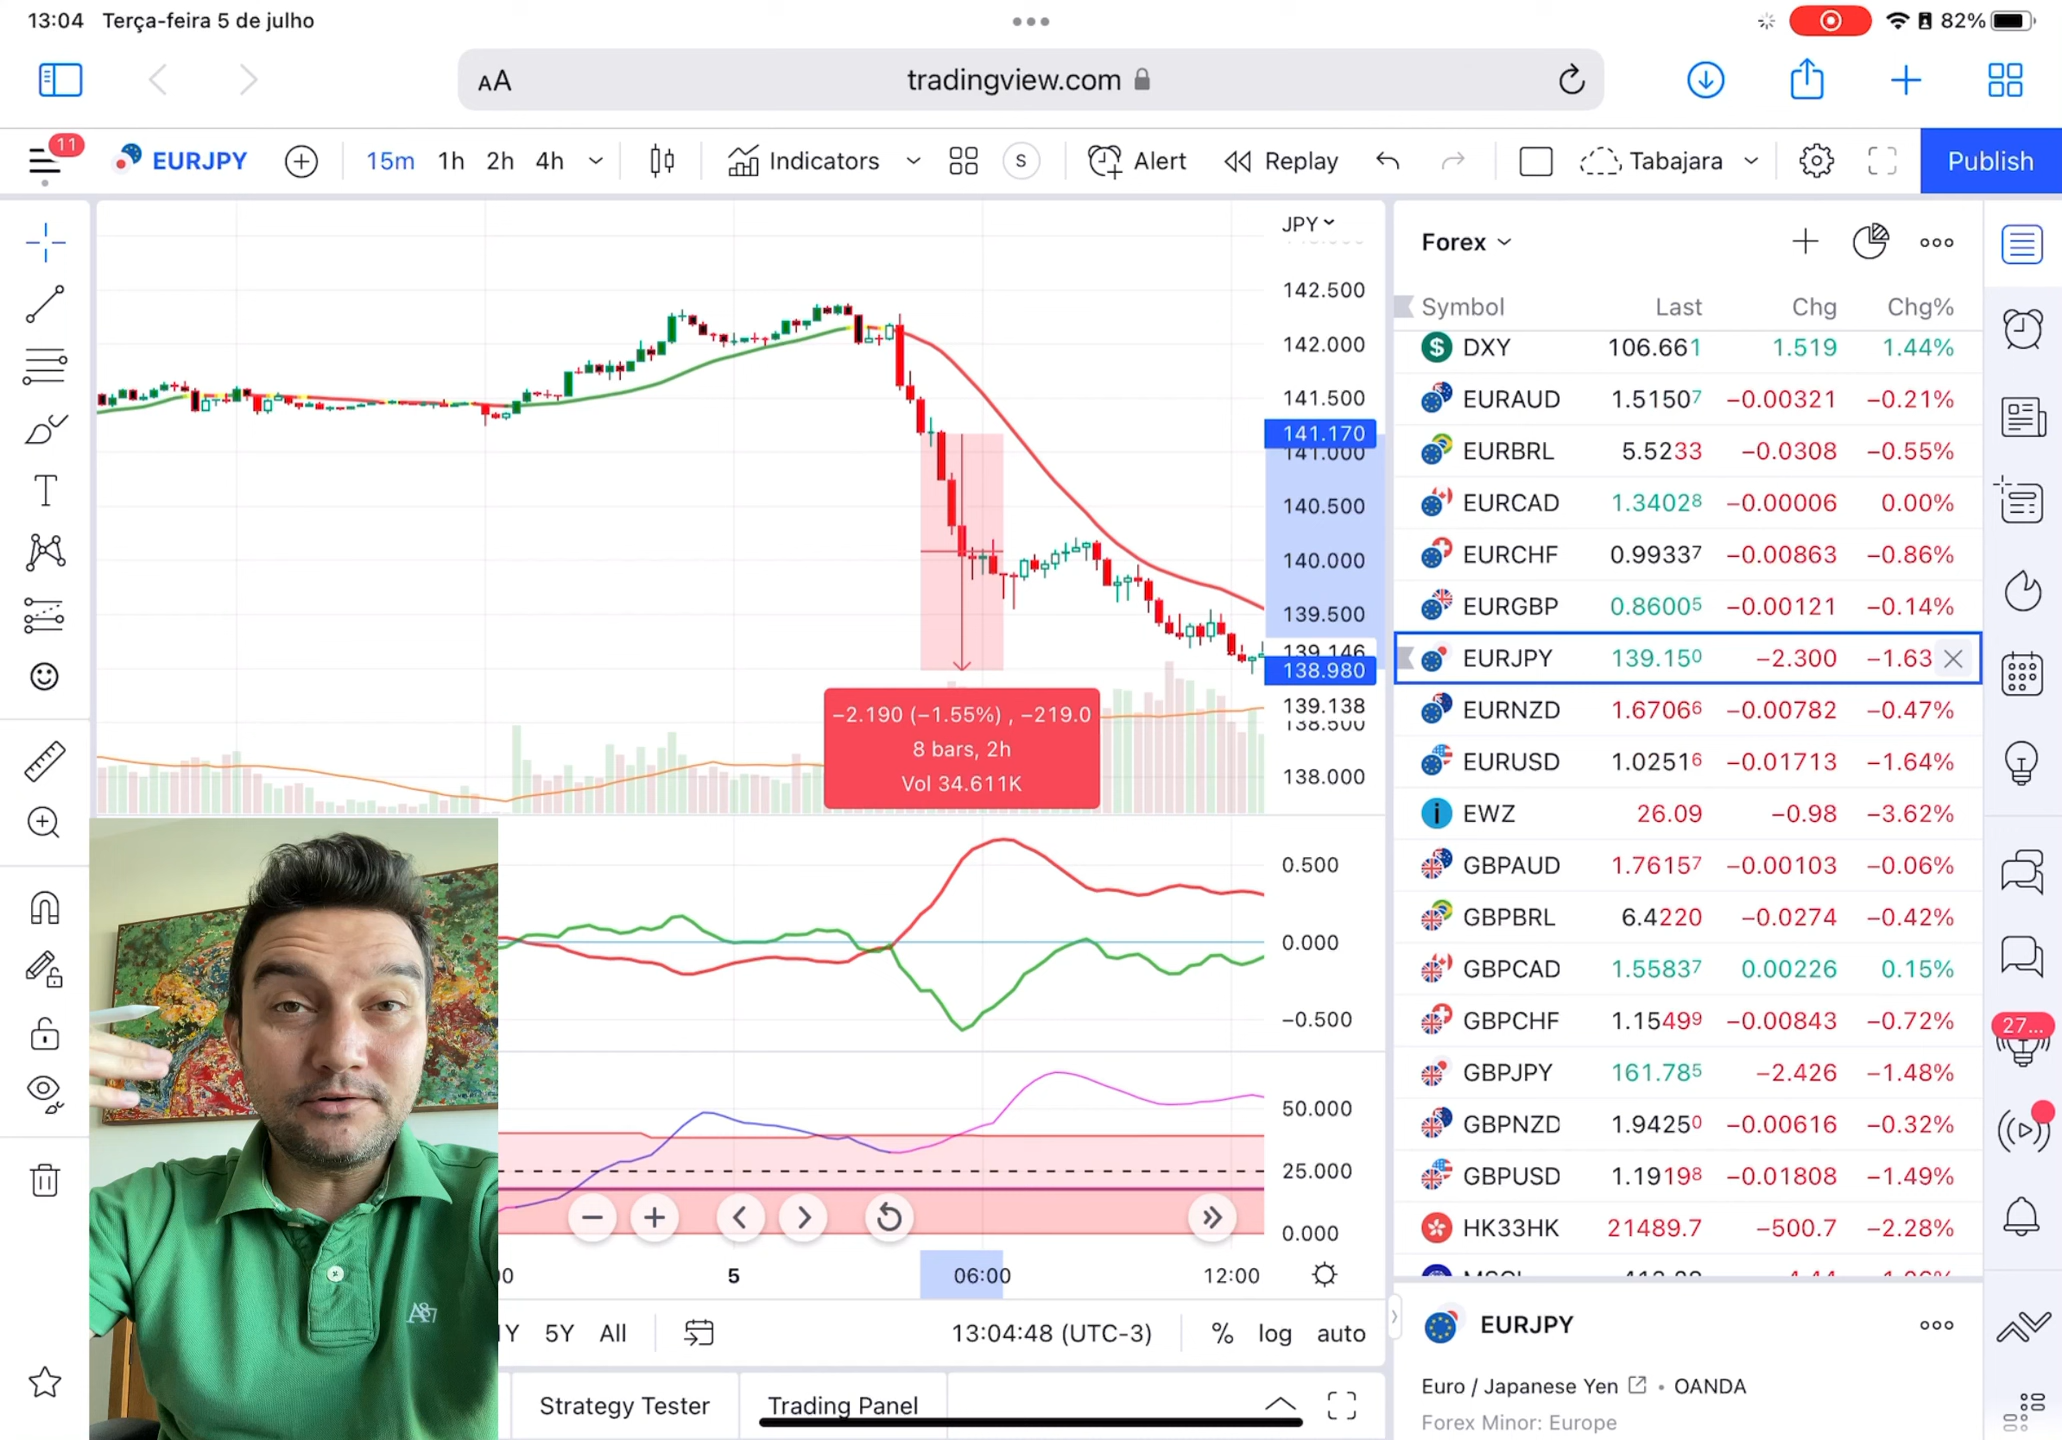 13:04 Terça-feira 5 de julho
82%
AA tradingview.com
11 EURJPY 15m 1h 2h 4h Indicators S Alert Replay Tabajara Publish
JPY
142.500
142.000
141.500
141.170
141.000
140.500
140.000
139.500
139.146
138.980
139.138
138.500
138.000
−2.190 (−1.55%) , −219.0
8 bars, 2h
Vol 34.611K
0.500
0.000
−0.500
50.000
25.000
0.000
5 06:00 12:00
5Y All 13:04:48 (UTC-3) % log auto
Strategy Tester Trading Panel
Forex
Symbol Last Chg Chg%
DXY 106.661 1.519 1.44%
EURAUD 1.51507 −0.00321 −0.21%
EURBRL 5.5233 −0.0308 −0.55%
EURCAD 1.34028 −0.00006 0.00%
EURCHF 0.99337 −0.00863 −0.86%
EURGBP 0.86005 −0.00121 −0.14%
EURJPY 139.150 −2.300 −1.63
EURNZD 1.67066 −0.00782 −0.47%
EURUSD 1.02516 −0.01713 −1.64%
EWZ 26.09 −0.98 −3.62%
GBPAUD 1.76157 −0.00103 −0.06%
GBPBRL 6.4220 −0.0274 −0.42%
GBPCAD 1.55837 0.00226 0.15%
GBPCHF 1.15499 −0.00843 −0.72%
GBPJPY 161.785 −2.426 −1.48%
GBPNZD 1.94250 −0.00616 −0.32%
GBPUSD 1.19198 −0.01808 −1.49%
HK33HK 21489.7 −500.7 −2.28%
27...
EURJPY
Euro / Japanese Yen • OANDA
Forex Minor: Europe